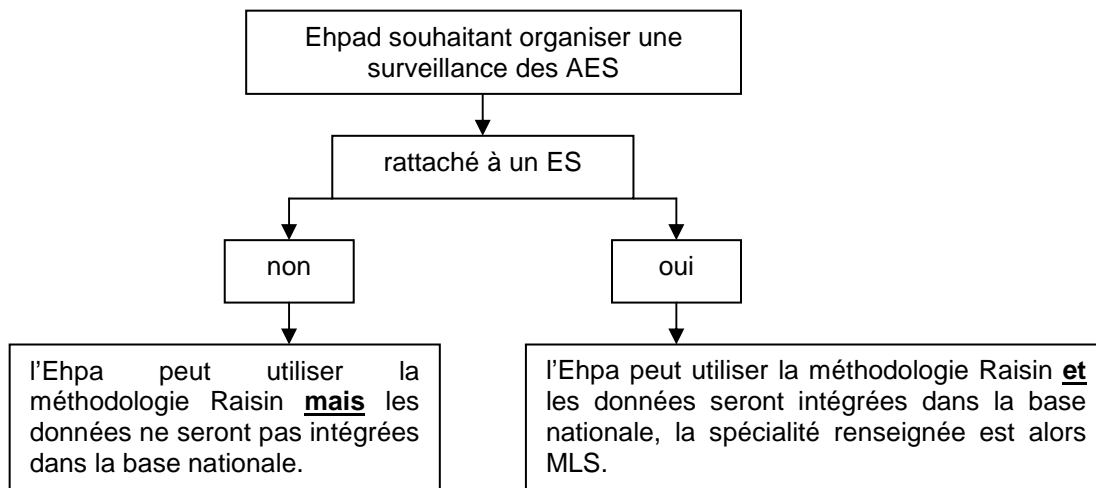 Ehpad souhaitant organiser une
surveillance des AES
rattaché à un ES
non
oui
l’Ehpa peut utiliser la
méthodologie Raisin mais les
données ne seront pas intégrées
dans la base nationale.
l’Ehpa peut utiliser la méthodologie Raisin et
les données seront intégrées dans la base
nationale, la spécialité renseignée est alors
MLS.